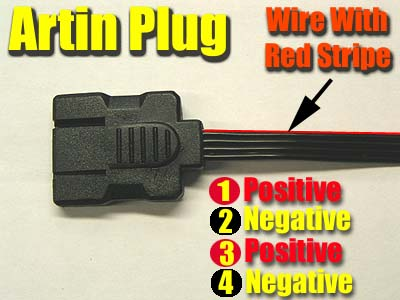 Artin Plug
Wire With
Red Stripe
1 Positive
2 Negative
3 Positive
4 Negative